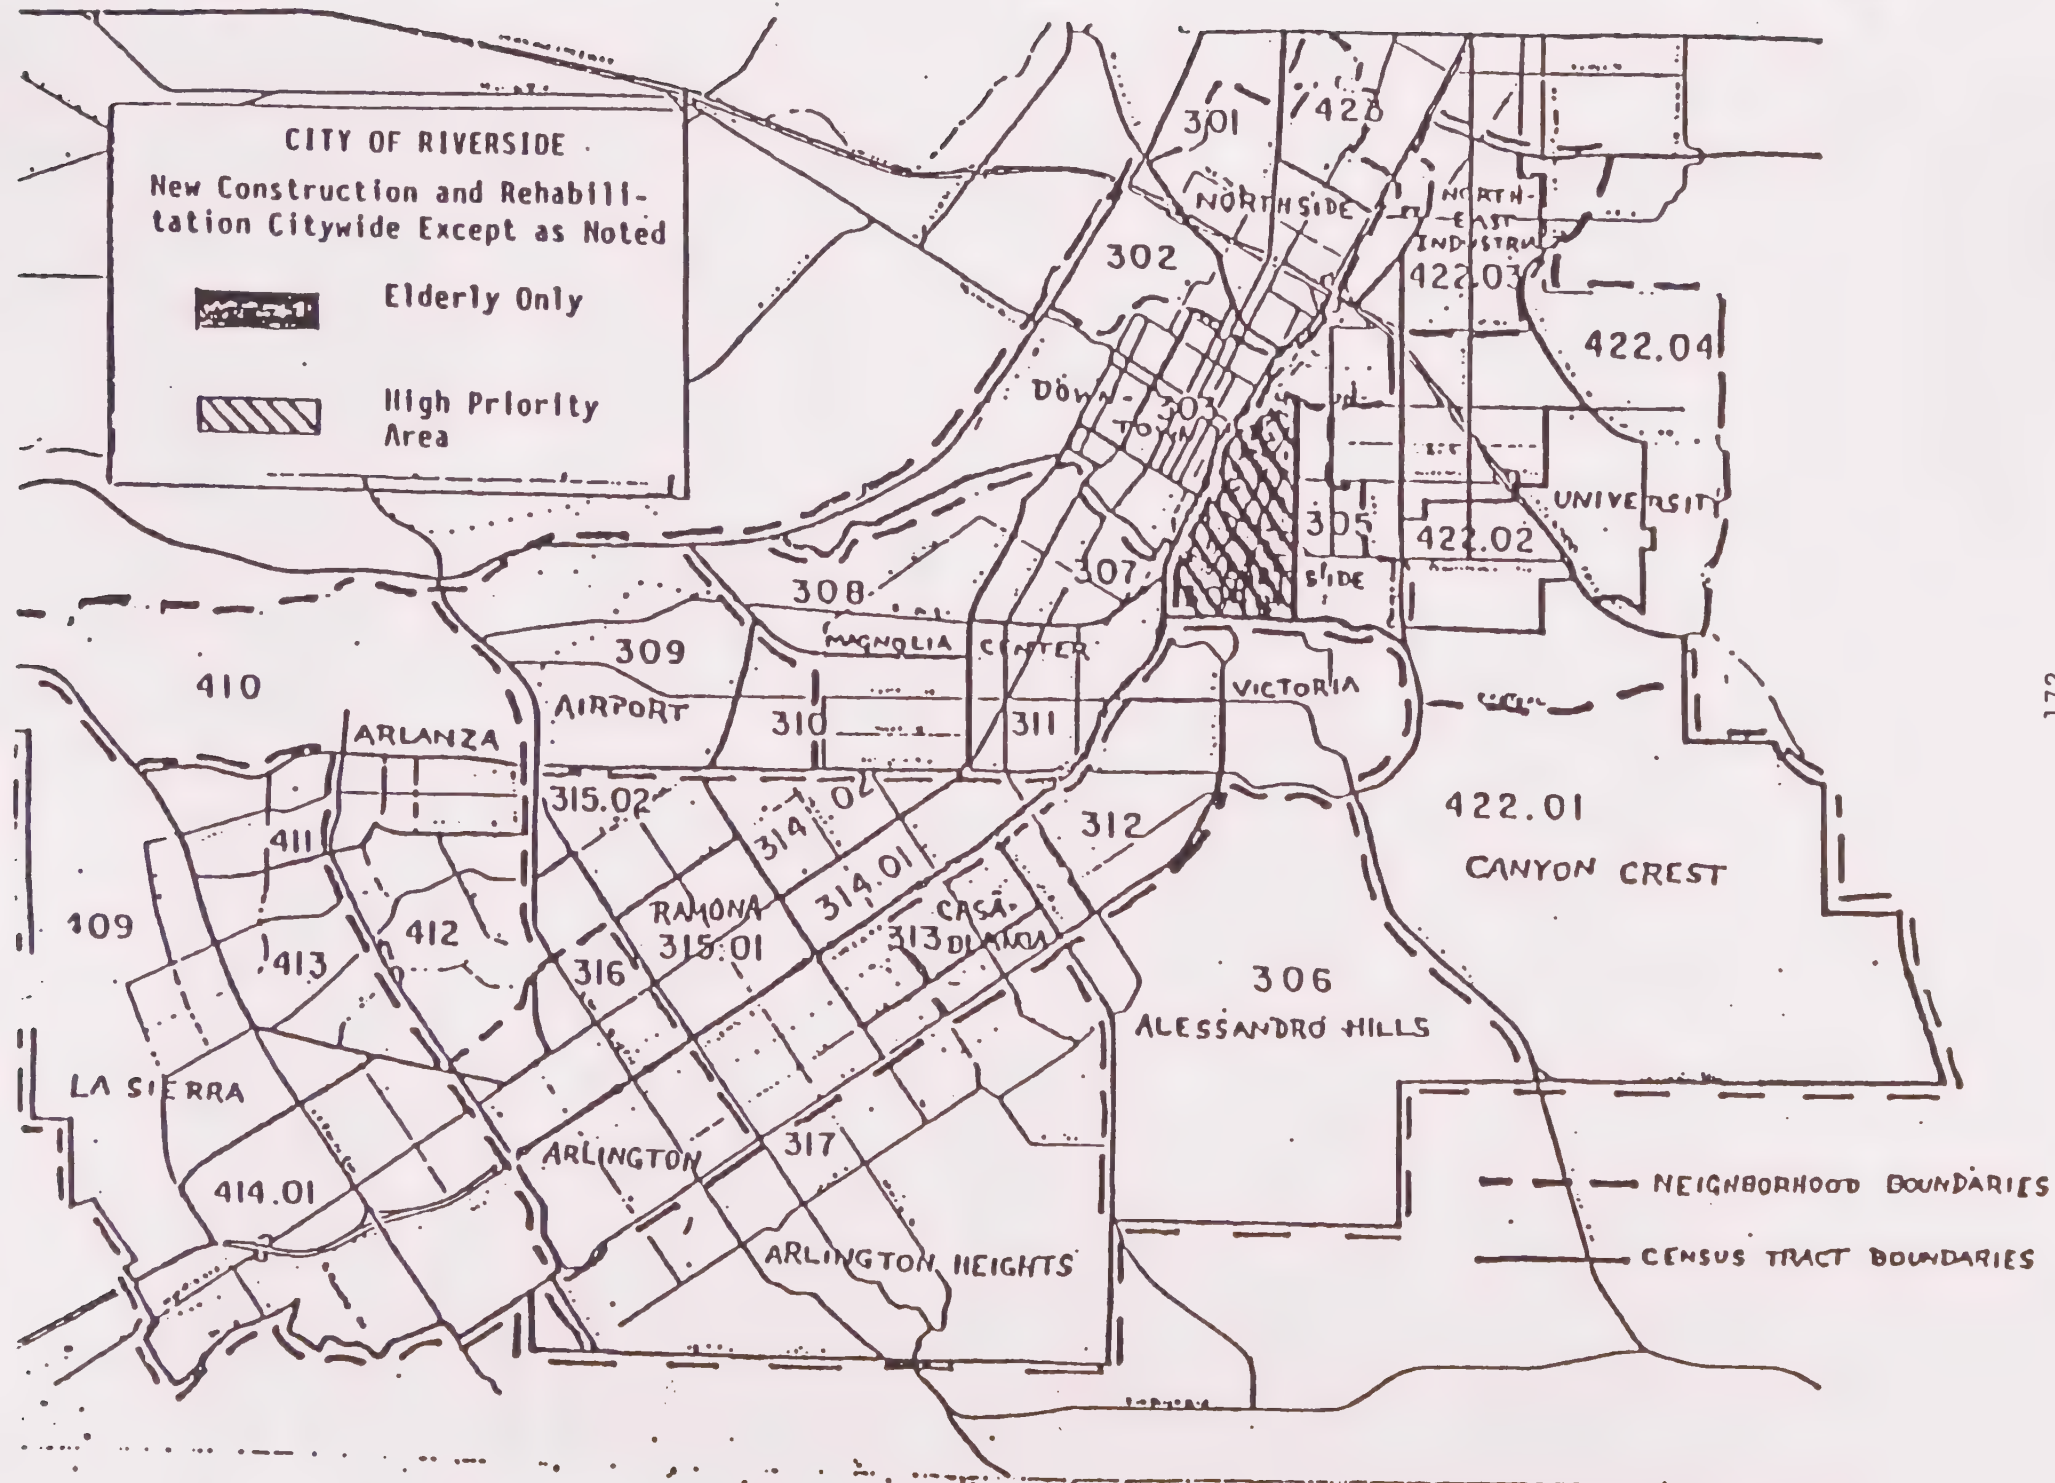 CITY OF RIVERSIDE
New Construction and Rehabili-
tation Citywide Except as Noted
Elderly Only
High Priority
Area
301
423
NORTHSIDE
NORTH-
EAST
INDUSTRI
422.03
302
422.04
DOWN-
303
TOWN
UNIVERSITY
305
422.02
SIDE
307
308
MAGNOLIA CENTER
309
AIRPORT
310
311
VICTORIA
410
ARLANZA
315.02
314.02
312
422.01
CANYON CREST
411
314.01
409
412
RAMONA
315.01
CASA-
313 BLANCA
413
316
306
ALESSANDRO HILLS
LA SIERRA
ARLINGTON
317
414.01
ARLINGTON HEIGHTS
NEIGHBORHOOD BOUNDARIES
CENSUS TRACT BOUNDARIES